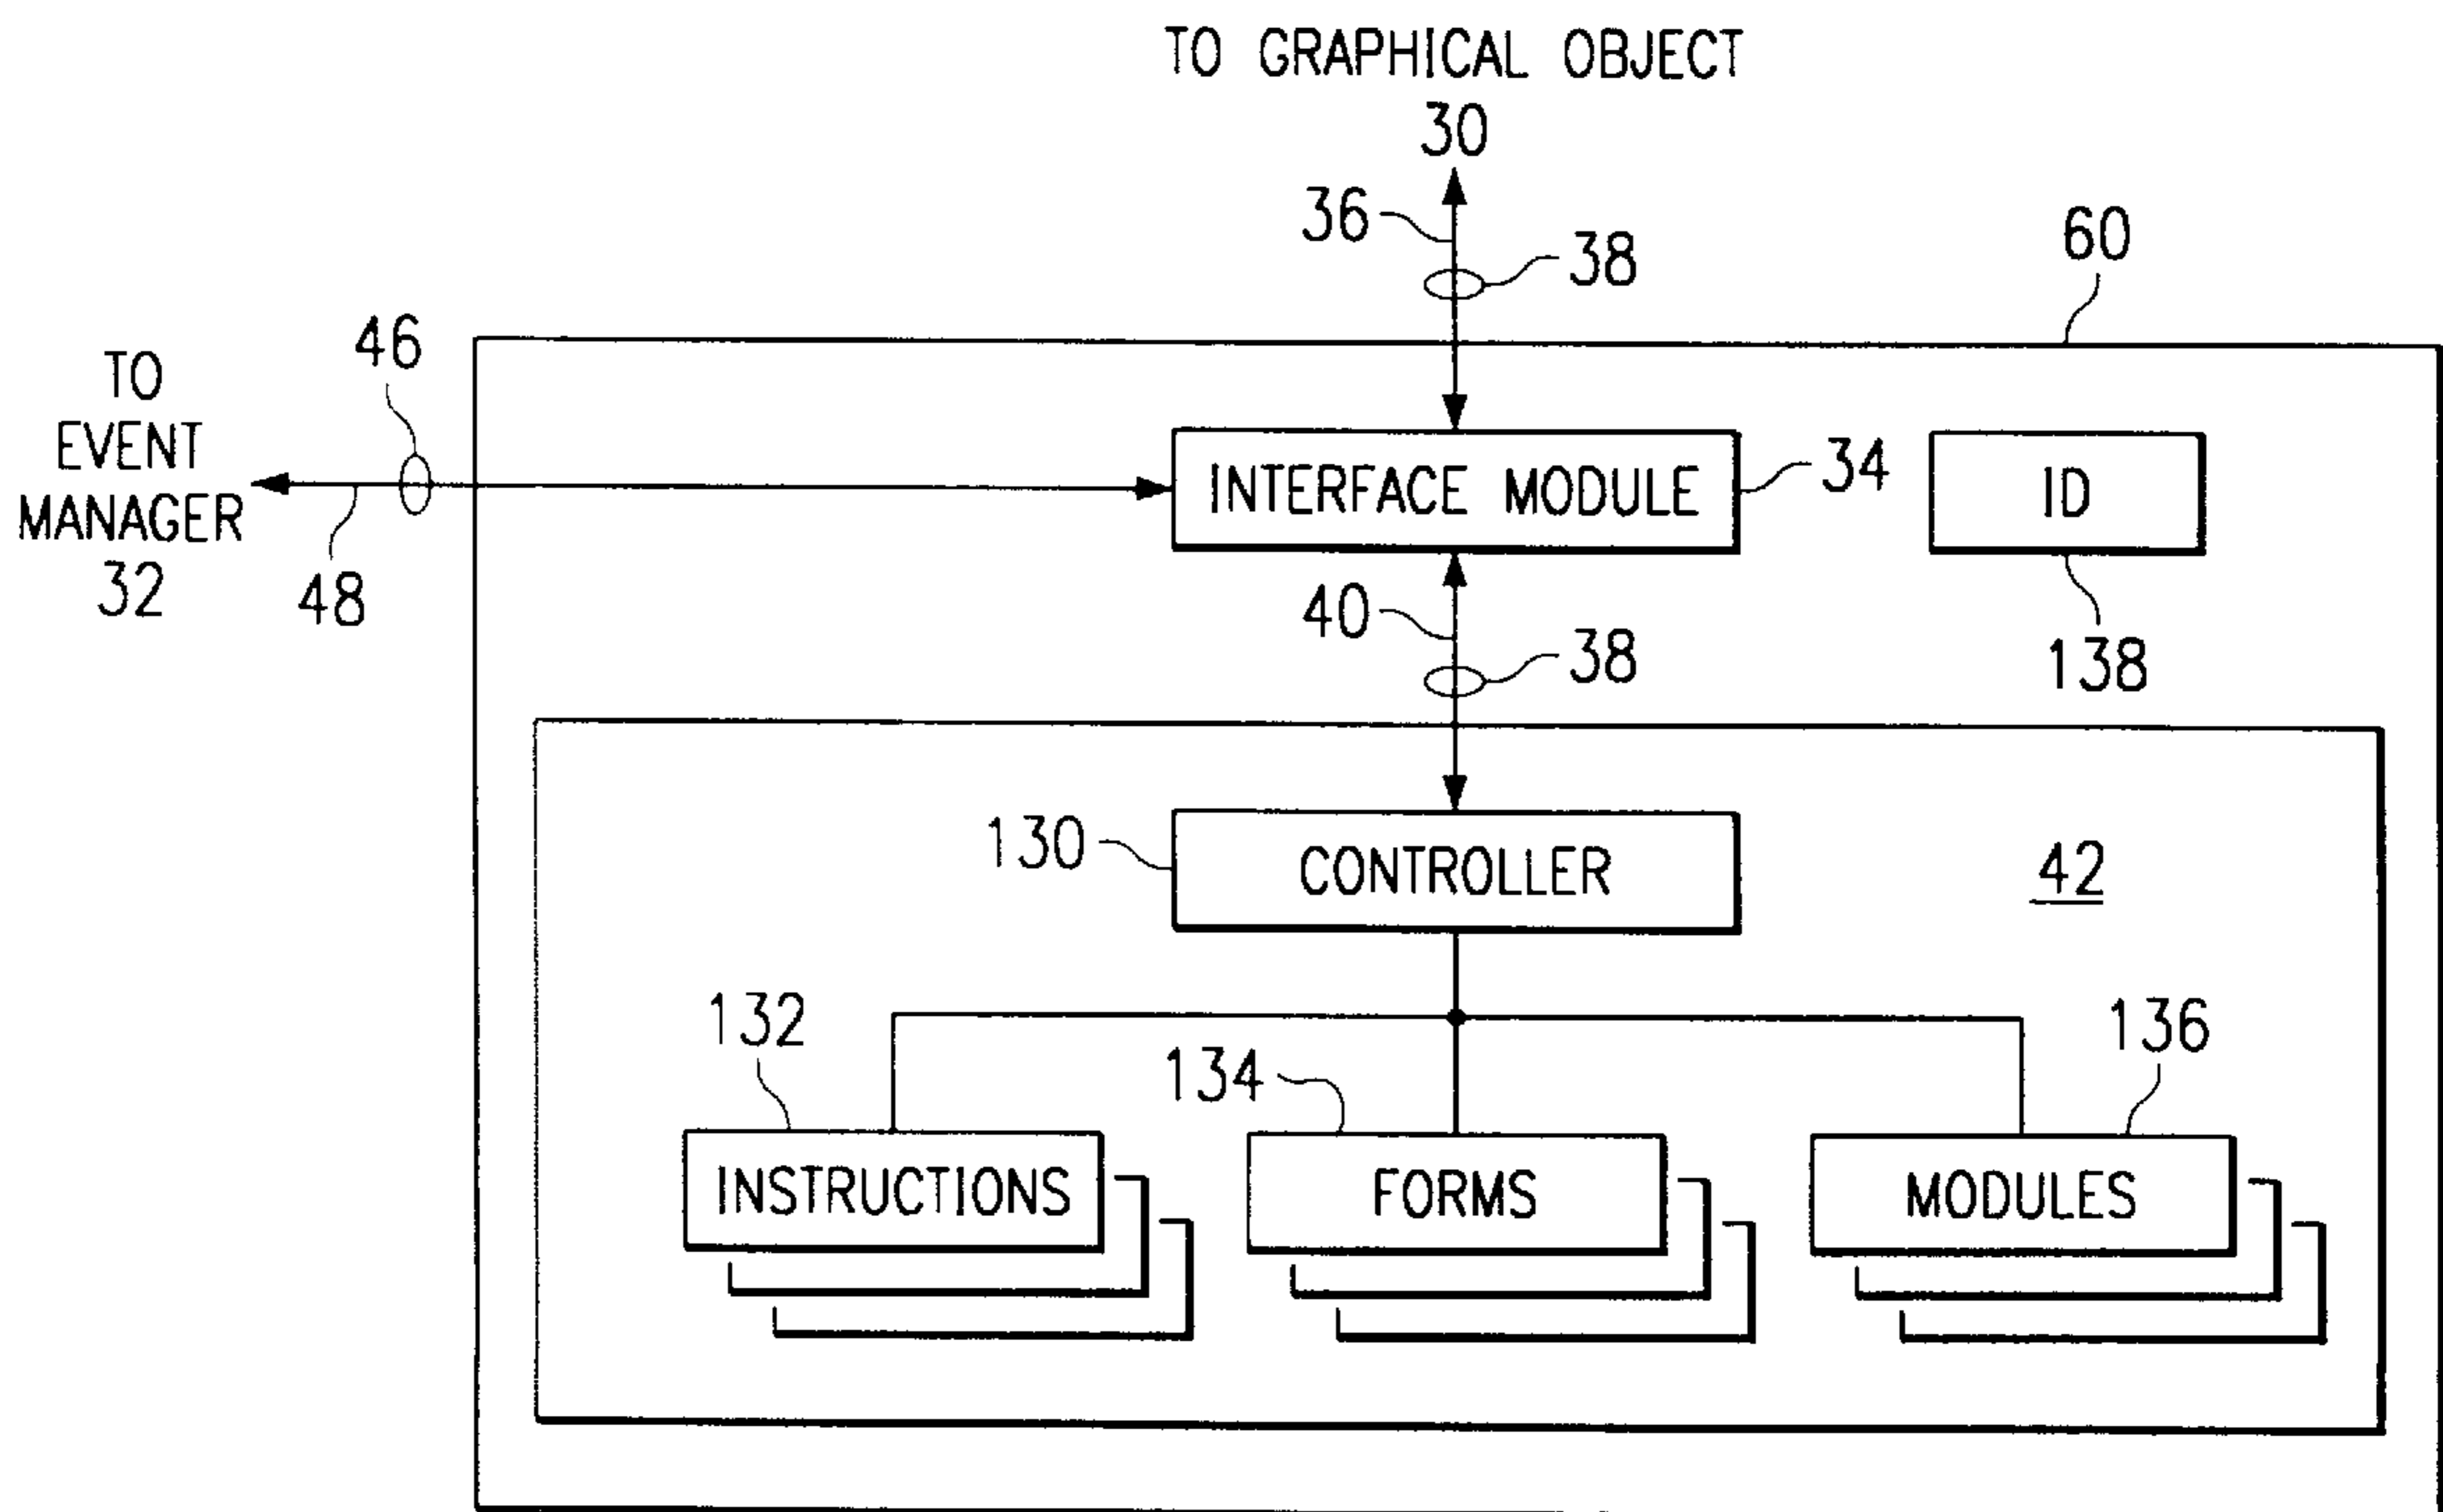 TO GRAPHICAL OBJECT
30
36
38
60
46
TO
EVENT
MANAGER
32
48
INTERFACE MODULE
34
ID
40
38
138
130
CONTROLLER
42
132
134
136
INSTRUCTIONS
FORMS
MODULES